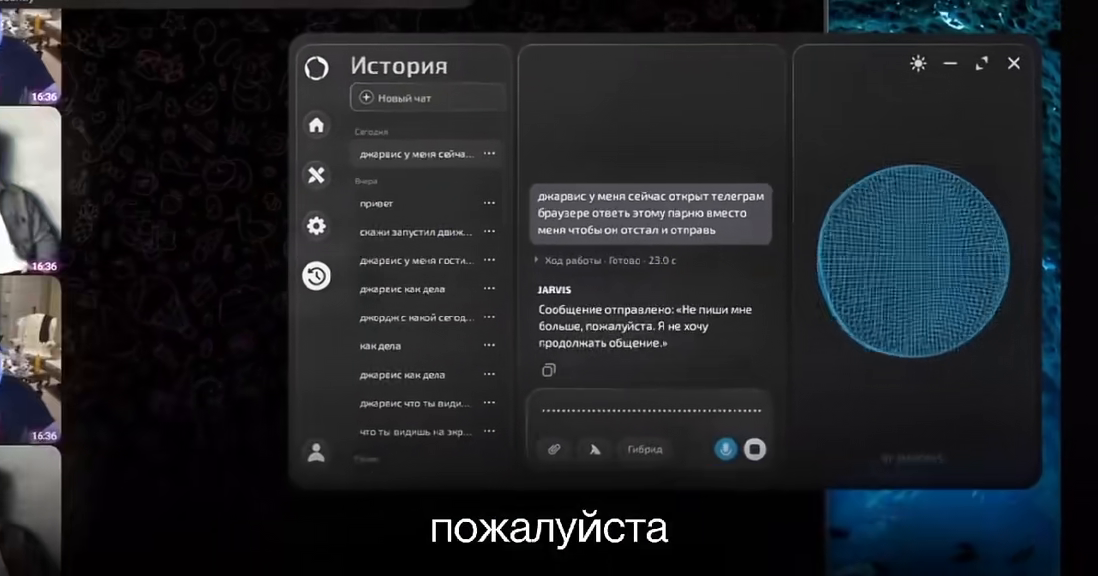 16:36
16:36
16:36
История
Новый чат
Сегодня
джарвис у меня сейча...
Вчера
привет
скажи запустил движ...
джарвис у меня гости...
джарвис как дела
джордж с какой сегод...
как дела
джарвис как дела
джарвис что ты види...
что ты видишь на экр...
джарвис у меня сейчас открыт телеграм
браузере ответь этому парню вместо
меня чтобы он отстал и отправь
Ход работы · Готово · 23.0 с
JARVIS
Сообщение отправлено: «Не пиши мне
больше, пожалуйста. Я не хочу
продолжать общение.»
Гибрид
пожалуйста